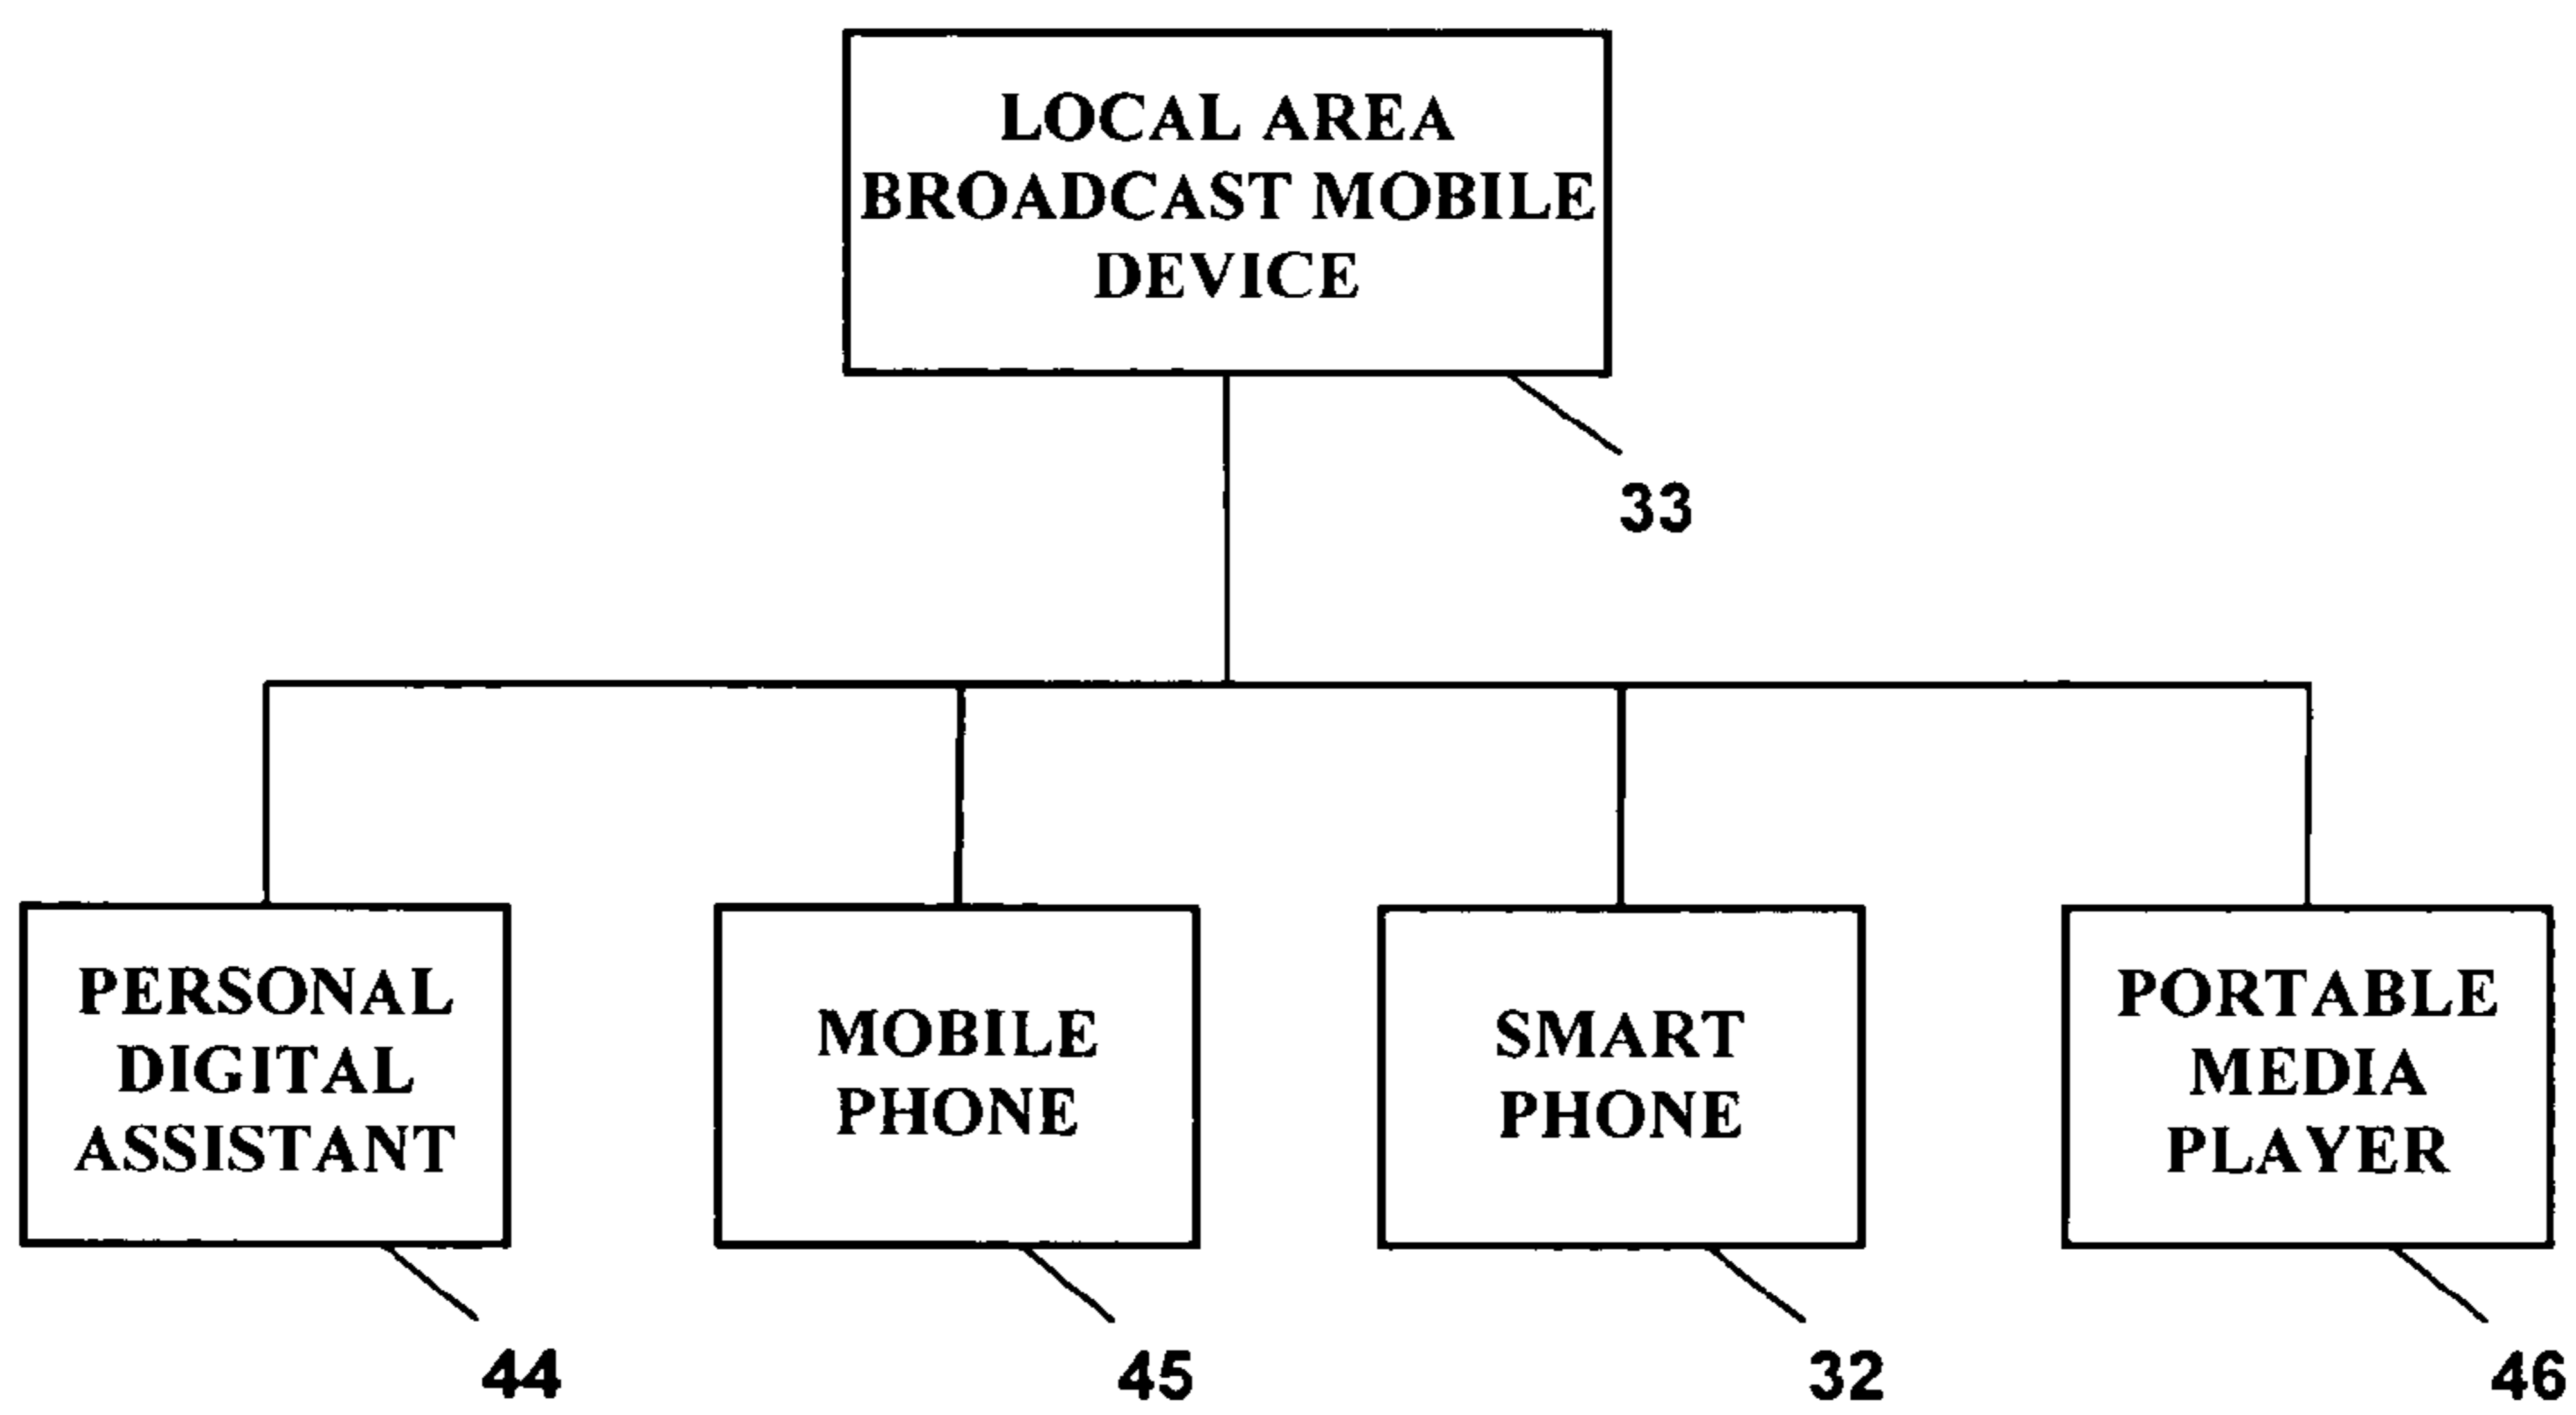 LOCAL AREA
BROADCAST MOBILE
DEVICE
33
PERSONAL
DIGITAL
ASSISTANT
44
MOBILE
PHONE
45
SMART
PHONE
32
PORTABLE
MEDIA
PLAYER
46